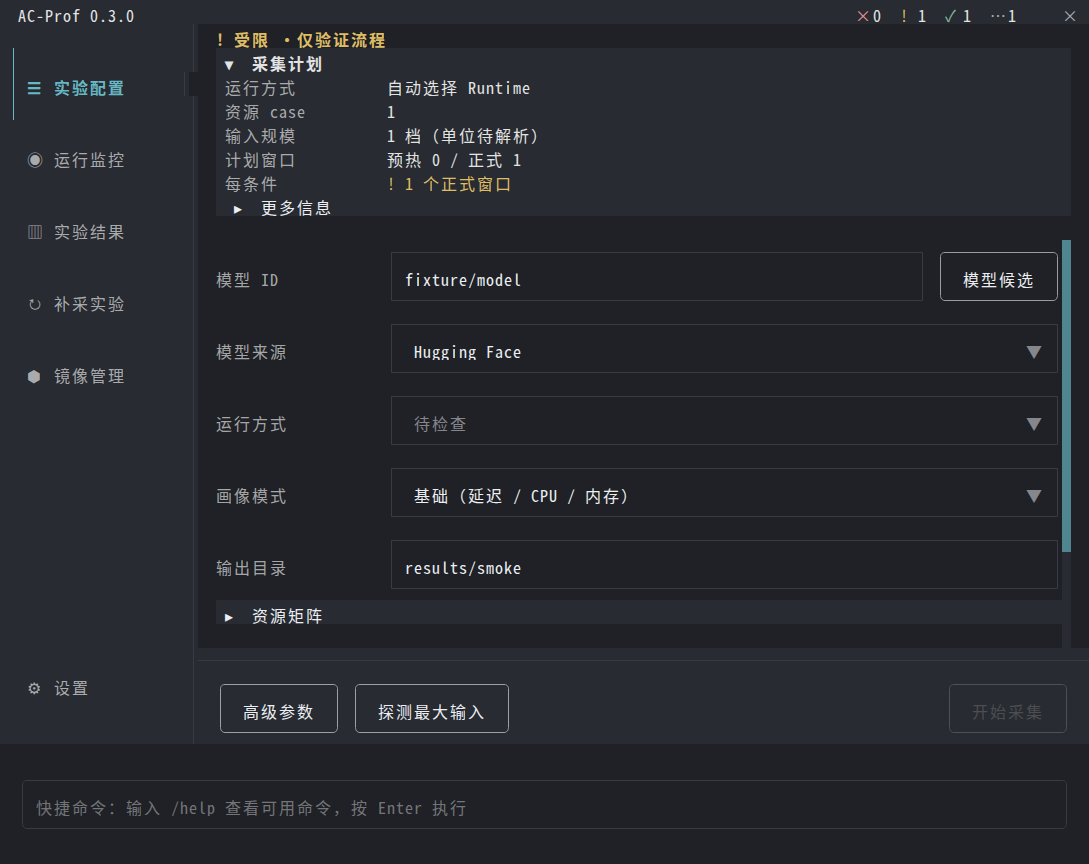 AC-Prof 0.3.0
×0 ! 1 ✓ 1 ⋯1 ×
! 受限 ·仅验证流程
▼ 采集计划
运行方式 自动选择 Runtime
资源 case 1
输入规模 1 档（单位待解析）
计划窗口 预热 0 / 正式 1
每条件 ! 1 个正式窗口
▶ 更多信息
☰ 实验配置
◉ 运行监控
▥ 实验结果
↻ 补采实验
⬢ 镜像管理
⚙ 设置
模型 ID fixture/model 模型候选
模型来源 Hugging Face ▼
运行方式 待检查 ▼
画像模式 基础（延迟 / CPU / 内存） ▼
输出目录 results/smoke
▶ 资源矩阵
高级参数 探测最大输入 开始采集
快捷命令: 输入 /help 查看可用命令, 按 Enter 执行